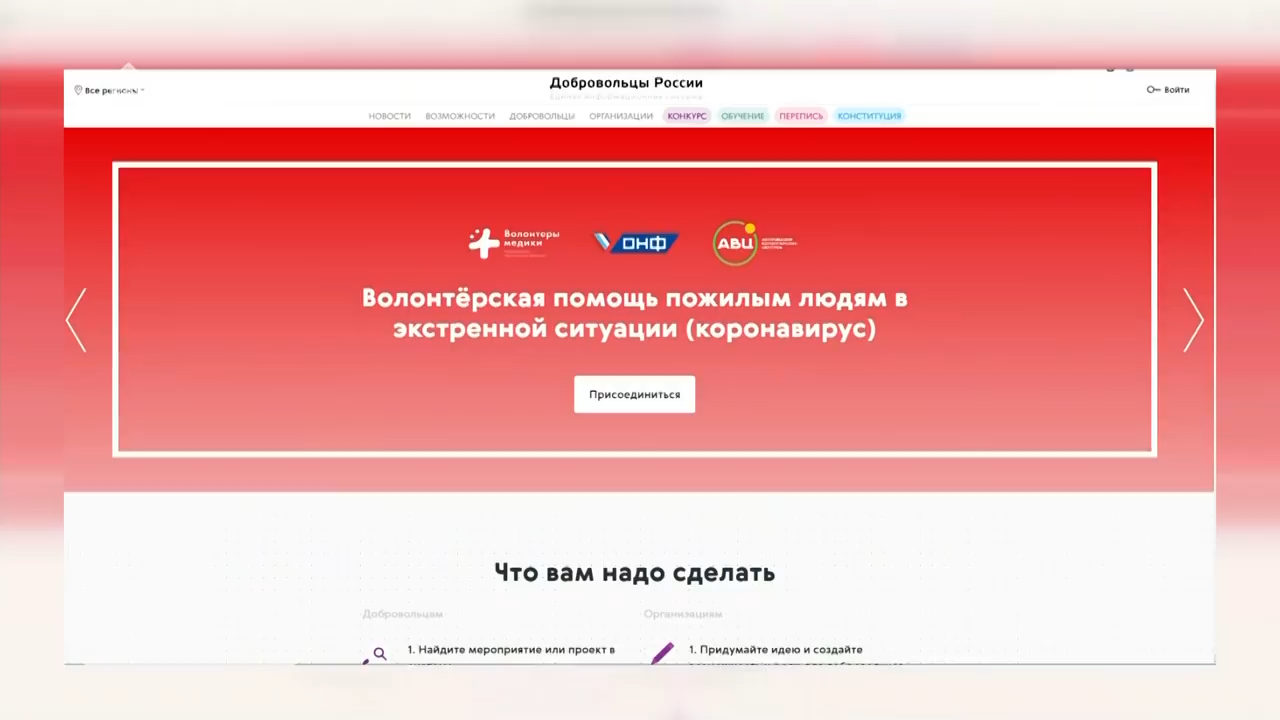 Все регионы
Добровольцы России
Войти
НОВОСТИ ВОЗМОЖНОСТИ ДОБРОВОЛЬЦЫ ОРГАНИЗАЦИИ КОНКУРС ОБУЧЕНИЕ ПЕРЕПИСЬ КОНСТИТУЦИЯ
Волонтеры
медики
ОНФ
АВЦ
Волонтёрская помощь пожилым людям в
экстренной ситуации (коронавирус)
Присоединиться
Что вам надо сделать
Добровольцам
Организациям
1. Найдите мероприятие или проект в
1. Придумайте идею и создайте